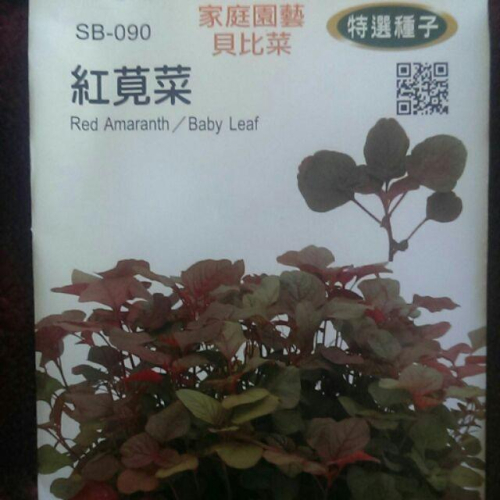 SB-090
家庭園藝
貝比菜
特選種子
紅莧菜
Red Amaranth／Baby Leaf